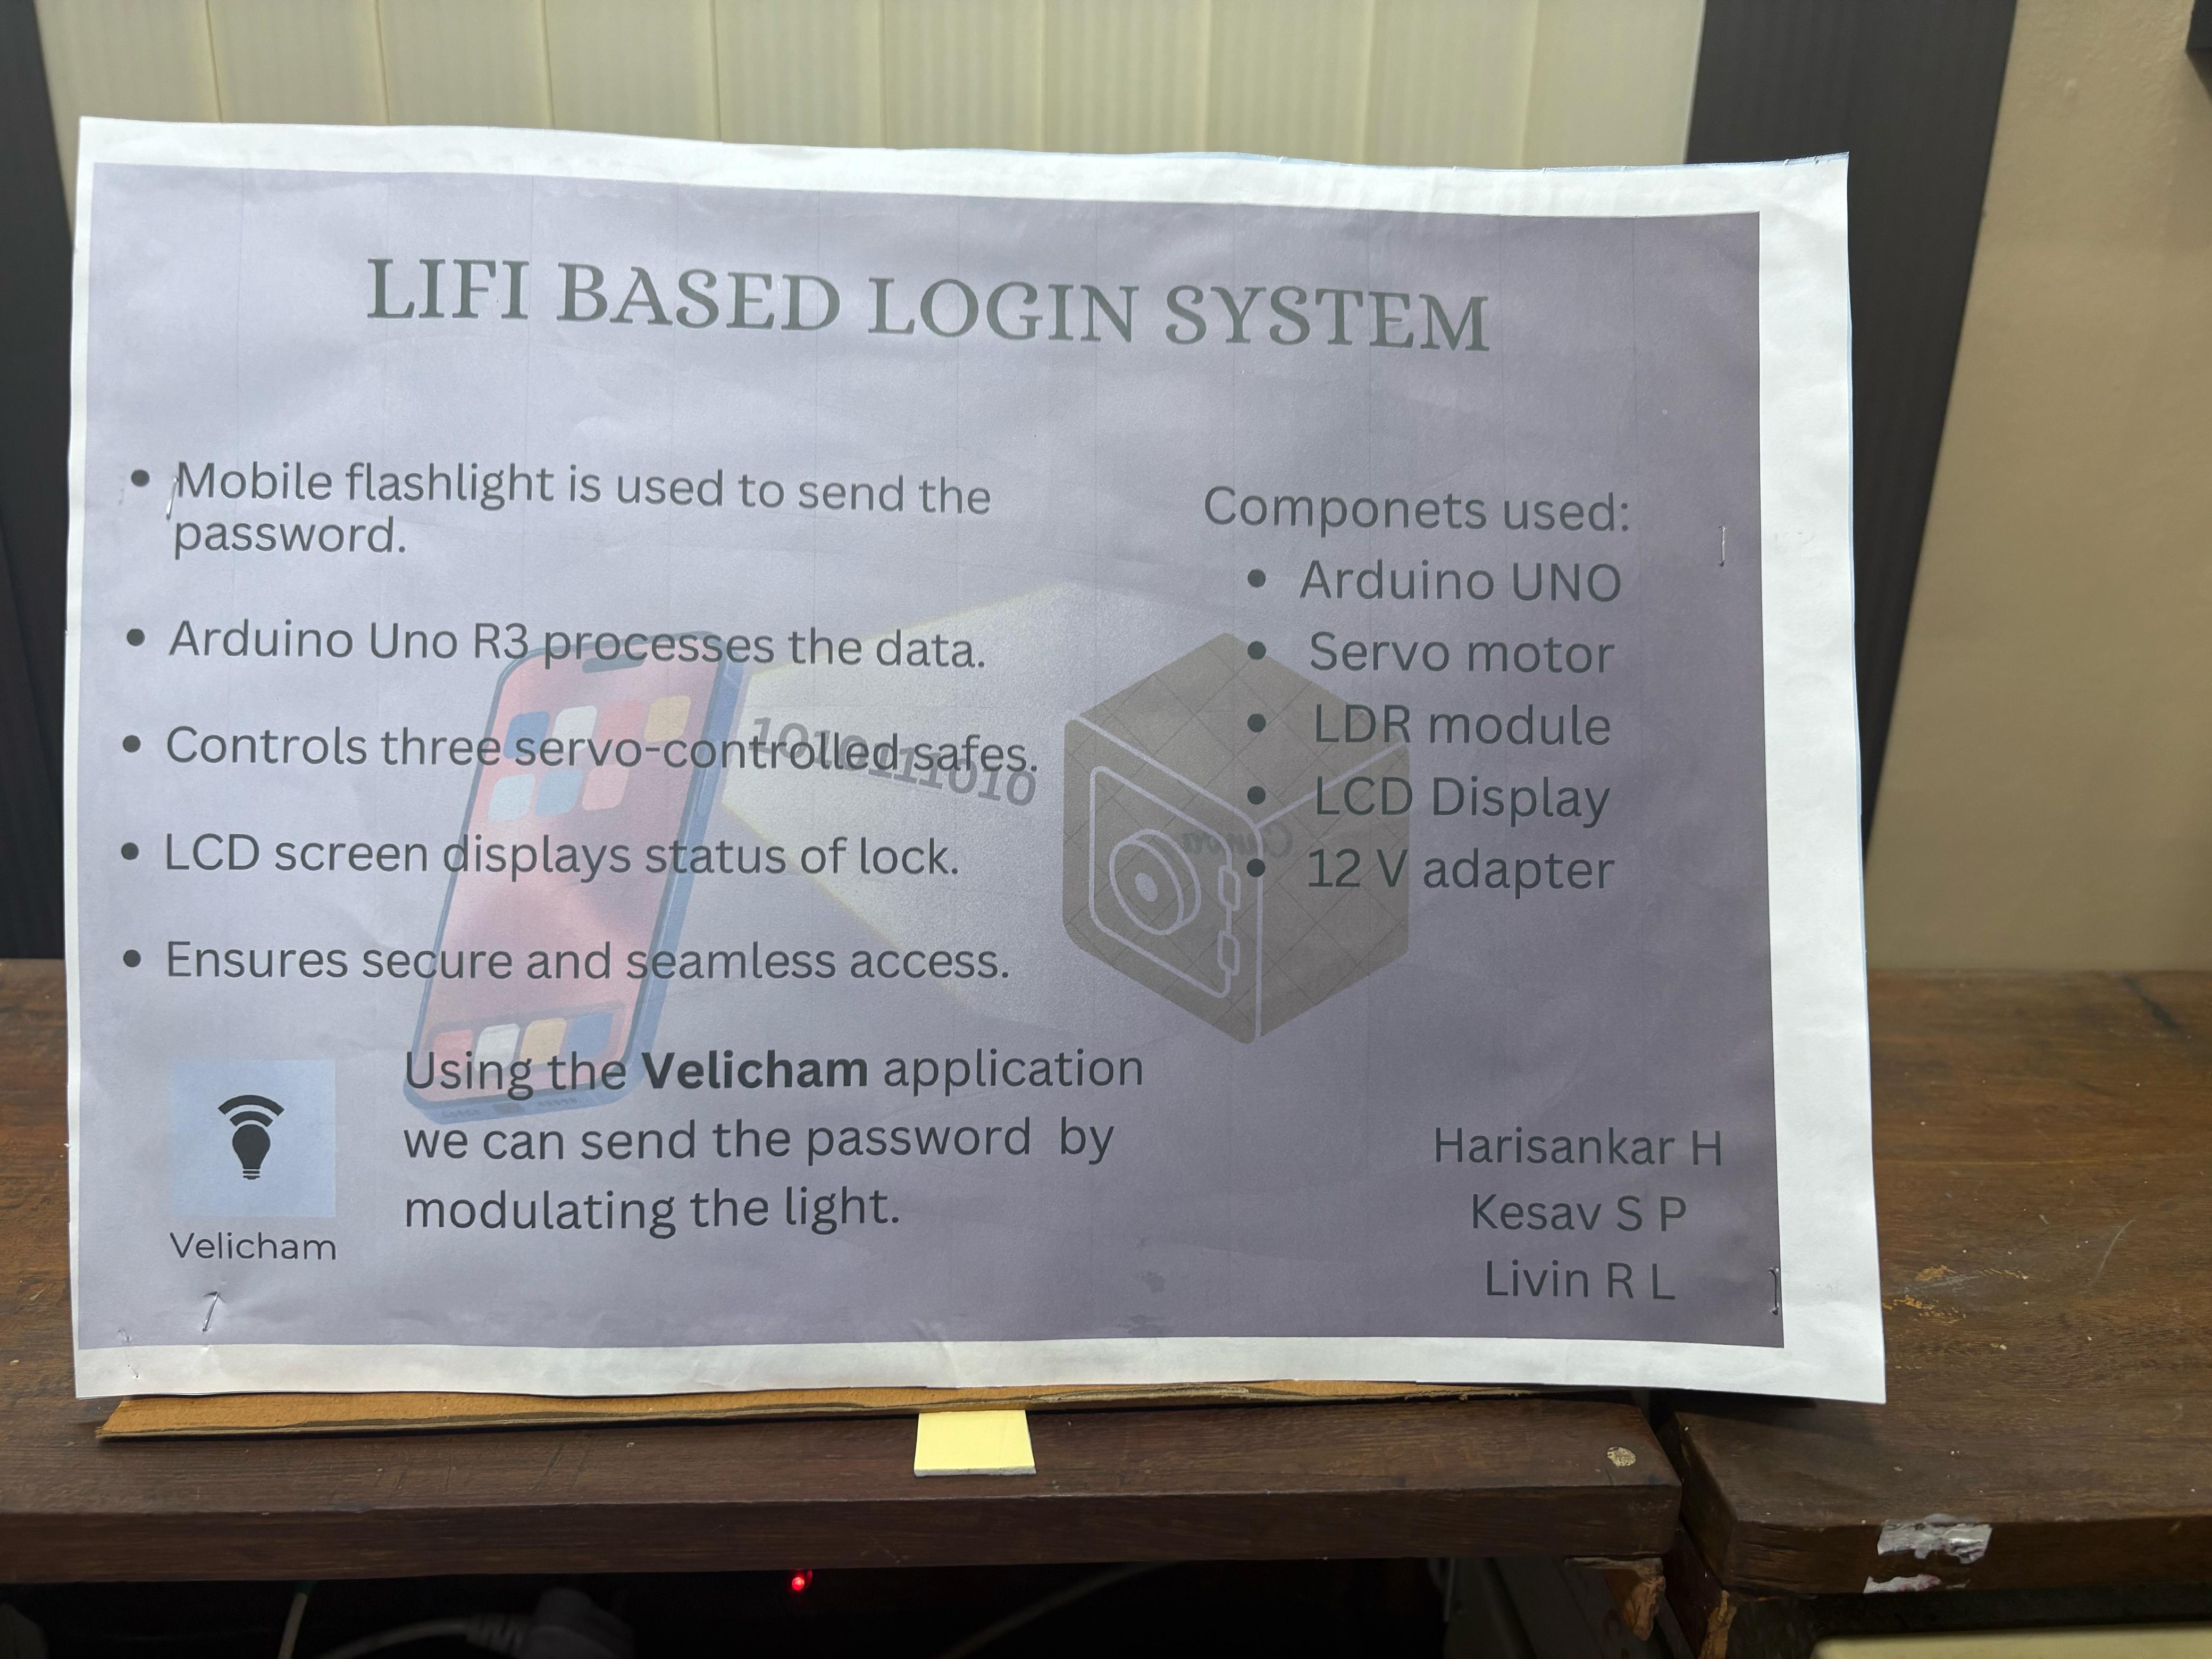 LIFI BASED LOGIN SYSTEM
• Mobile flashlight is used to send the
password.
• Arduino Uno R3 processes the data.
• Controls three servo-controlled safes.
• LCD screen displays status of lock.
• Ensures secure and seamless access.
1010111010
Componets used:
• Arduino UNO
• Servo motor
• LDR module
• LCD Display
• 12 V adapter
Canva
Using the Velicham application
we can send the password by
modulating the light.
Velicham
Harisankar H
Kesav S P
Livin R L